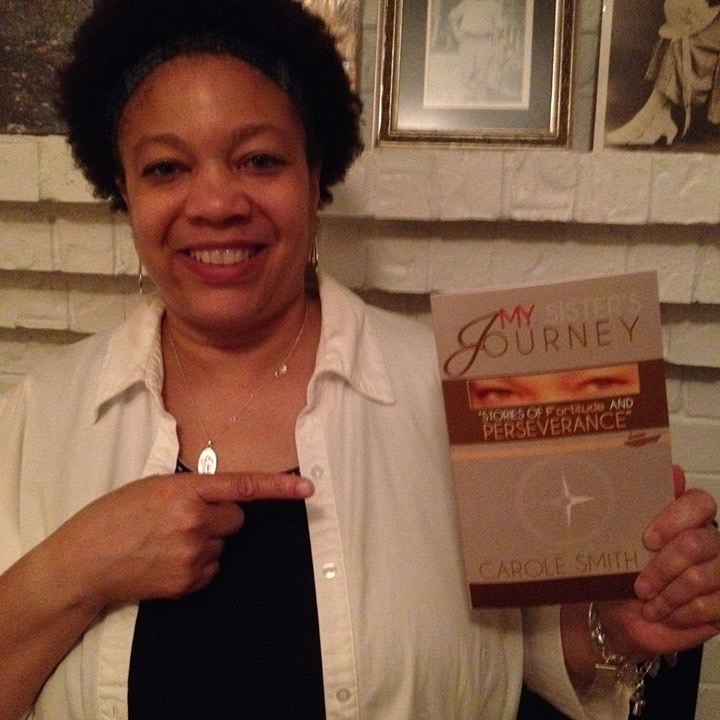 MY SISTER'S
JOURNEY
"STORIES OF Fortitude AND
PERSEVERANCE"
CAROLE SMITH